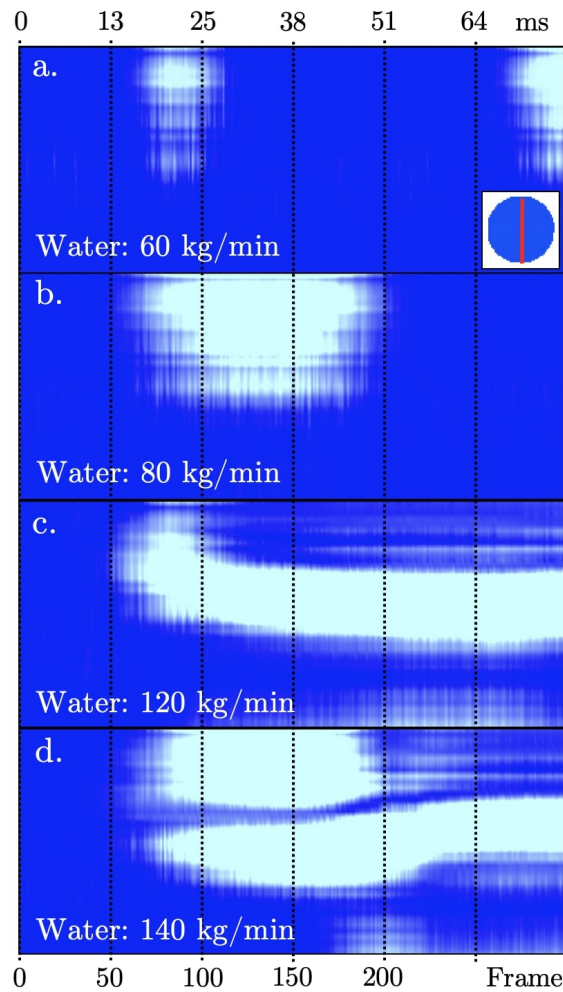 0 13 25 38 51 64 ms
a.
Water: 60 kg/min
b.
Water: 80 kg/min
c.
Water: 120 kg/min
d.
Water: 140 kg/min
0 50 100 150 200 Frame